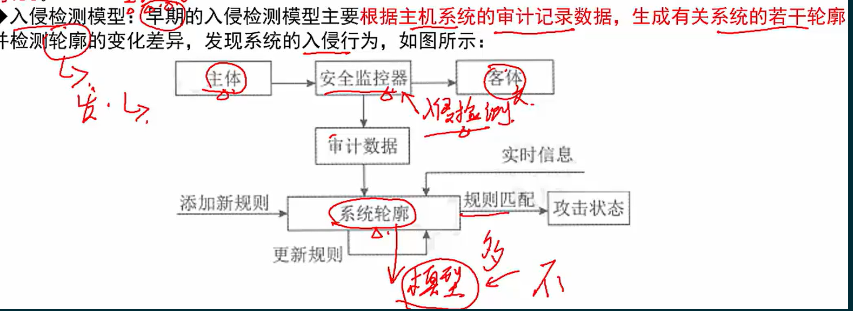 ◆入侵检测模型：早期的入侵检测模型主要根据主机系统的审计记录数据，生成有关系统的若干轮廓
并检测轮廓的变化差异，发现系统的入侵行为，如图所示：
主体 安全监控器 客体
入侵检测
审计数据
实时信息
添加新规则 系统轮廓 规则匹配 攻击状态
更新规则
模型
多